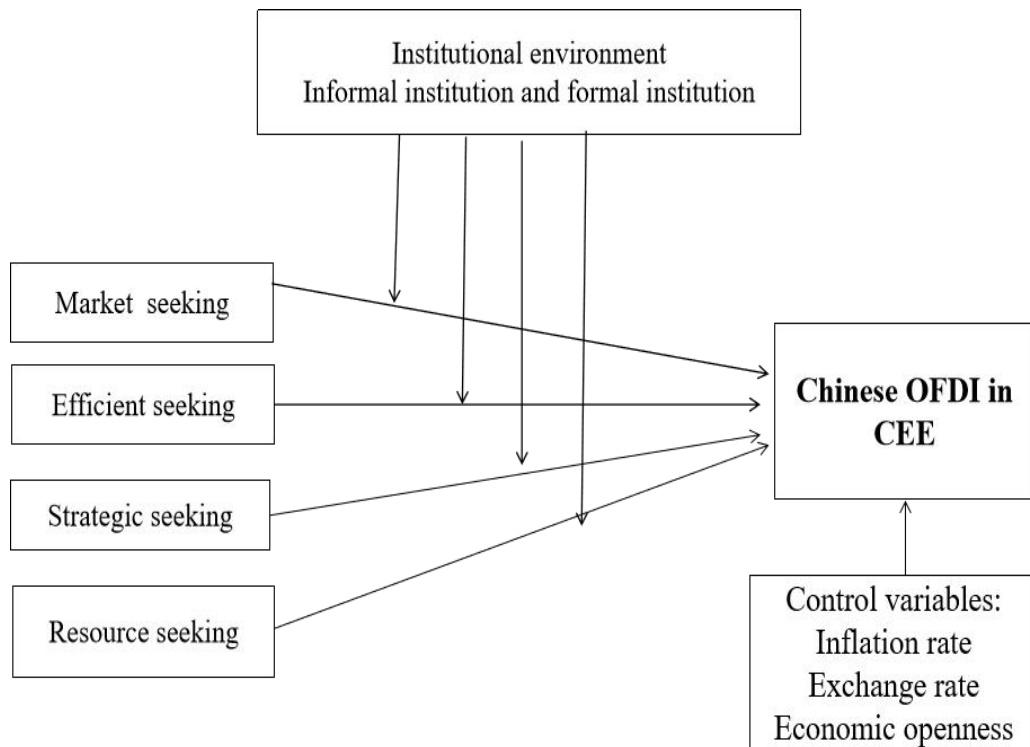 Institutional environment
Informal institution and formal institution
Market seeking
Efficient seeking
Strategic seeking
Resource seeking
Chinese OFDI in
CEE
Control variables:
Inflation rate
Exchange rate
Economic openness